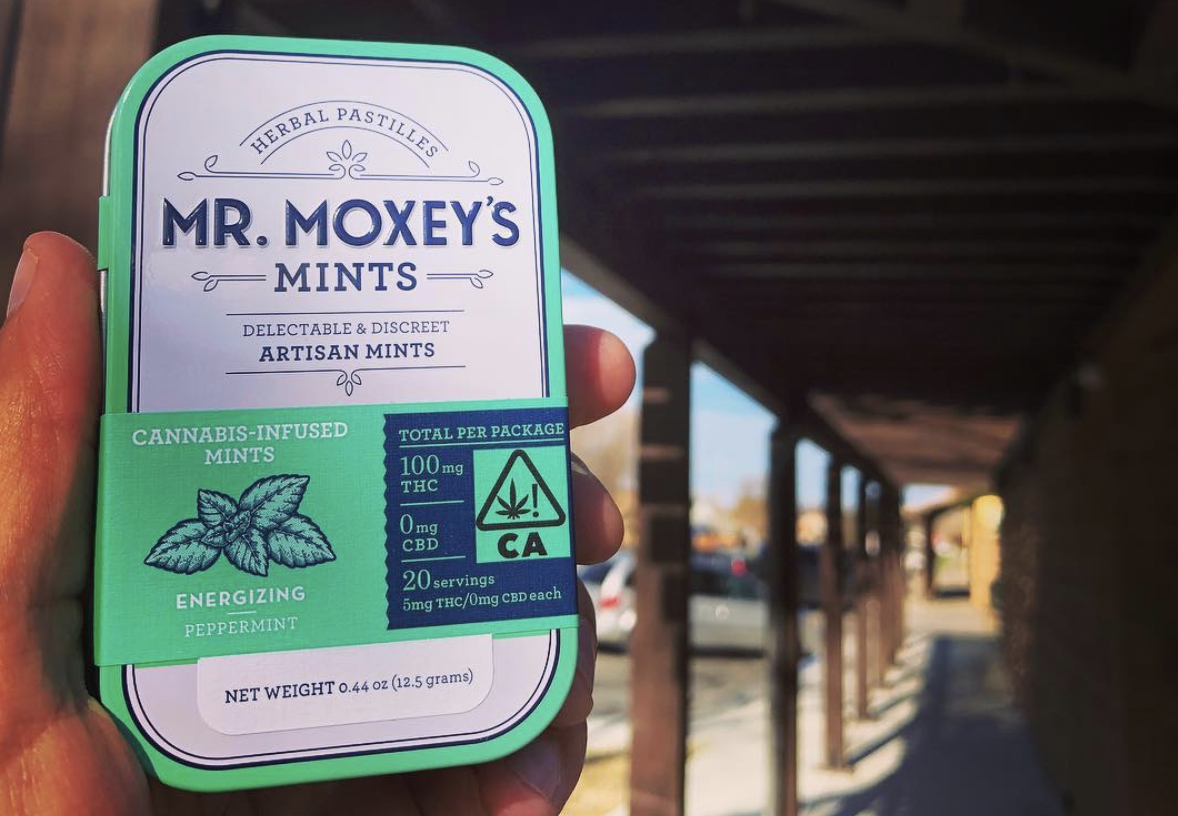 HERBAL PASTILLES
MR. MOXEY'S
MINTS
DELECTABLE & DISCREET
ARTISAN MINTS
CANNABIS-INFUSED
MINTS
ENERGIZING
PEPPERMINT
TOTAL PER PACKAGE
100mg
THC
0mg
CBD
!
CA
20 servings
5mg THC/0mg CBD each
NET WEIGHT 0.44 oz (12.5 grams)